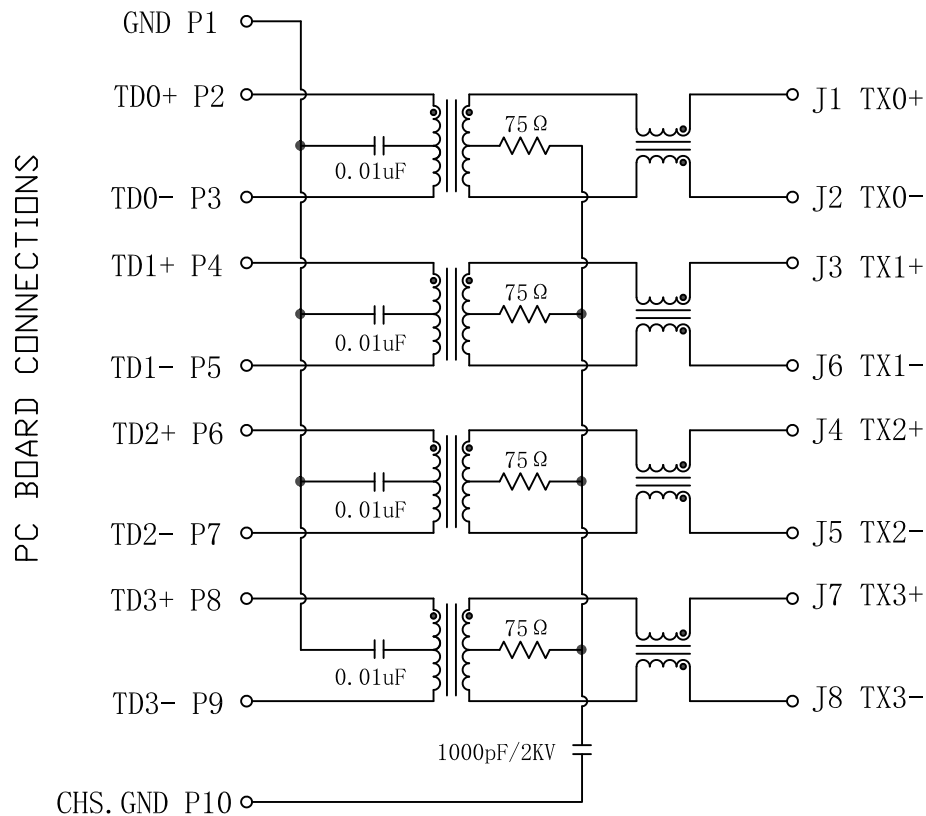 GND P1
TD0+ P2
75Ω
J1 TX0+
0.01uF
TD0- P3
J2 TX0-
TD1+ P4
75Ω
J3 TX1+
0.01uF
TD1- P5
J6 TX1-
TD2+ P6
75Ω
J4 TX2+
0.01uF
TD2- P7
J5 TX2-
TD3+ P8
75Ω
J7 TX3+
0.01uF
TD3- P9
J8 TX3-
1000pF/2KV
CHS.GND P10
PC BOARD CONNECTIONS